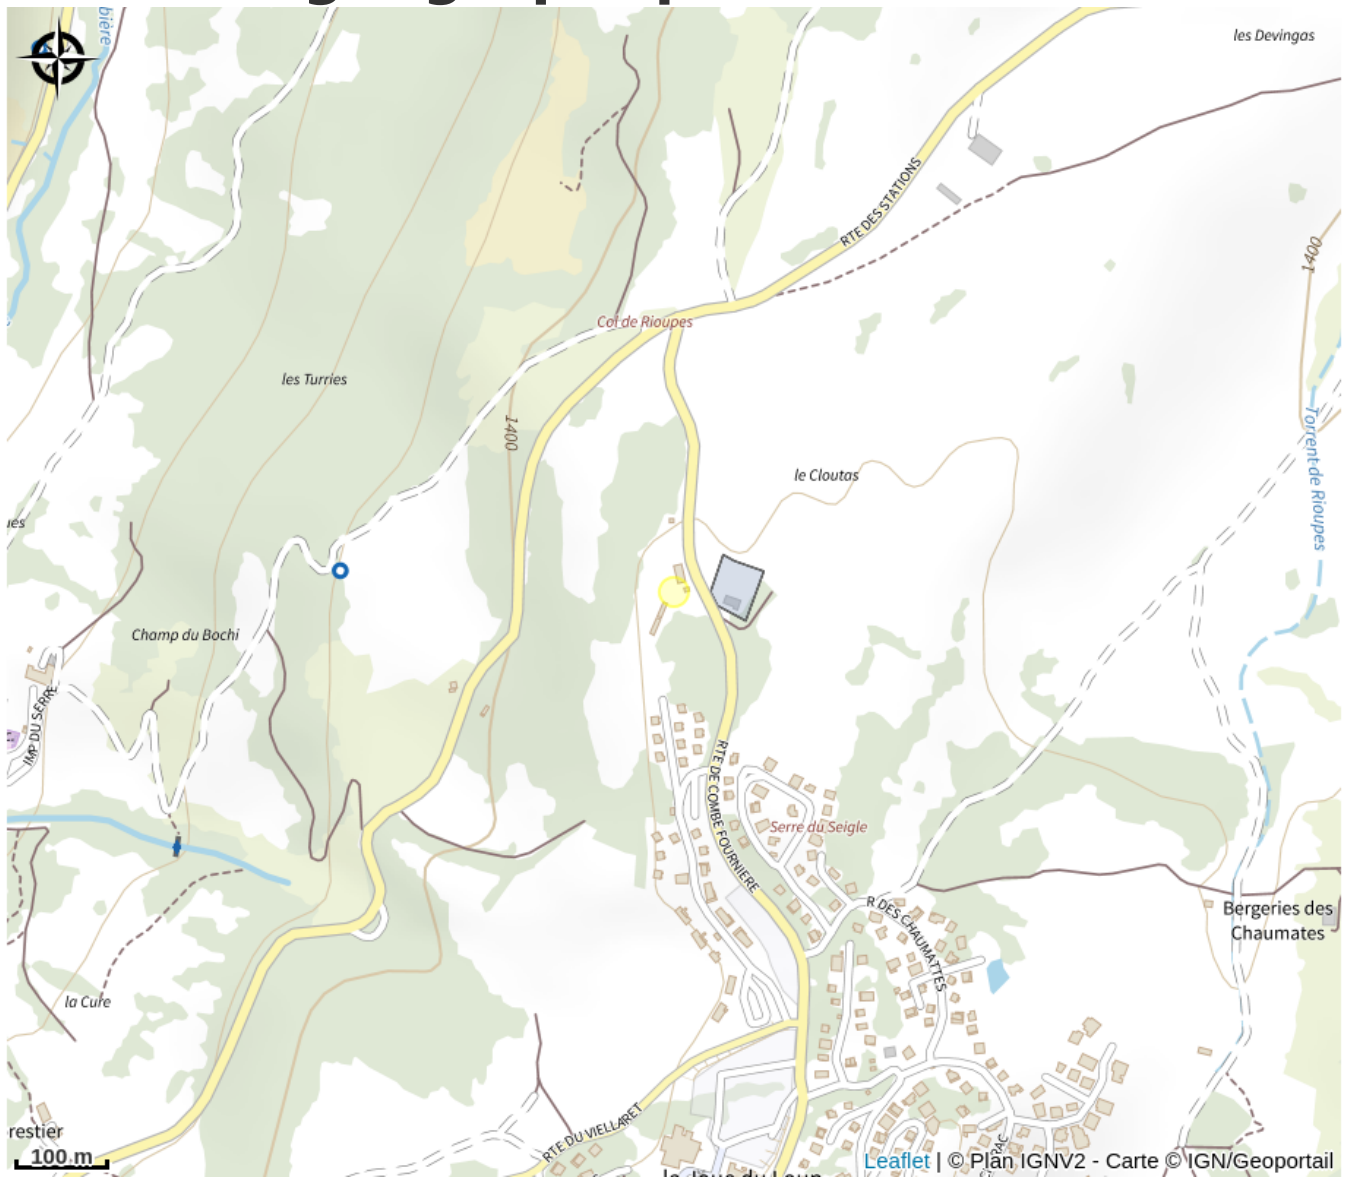 bière
les Devingas
RTE DES STATIONS
1400
Col de Rioupes
les Turries
1400
Torrent de Rioupes
le Cloutas
Champ du Bochi
IMP DU SERRE
RTE DE COMBE FOURNIERE
Serre du Seigle
R DES CHAUMATTES
Bergeries des
Chaumates
la Cure
restier
RTE DU VIELLARET
100 m
Leaflet | © Plan IGNV2 - Carte © IGN/Geoportail